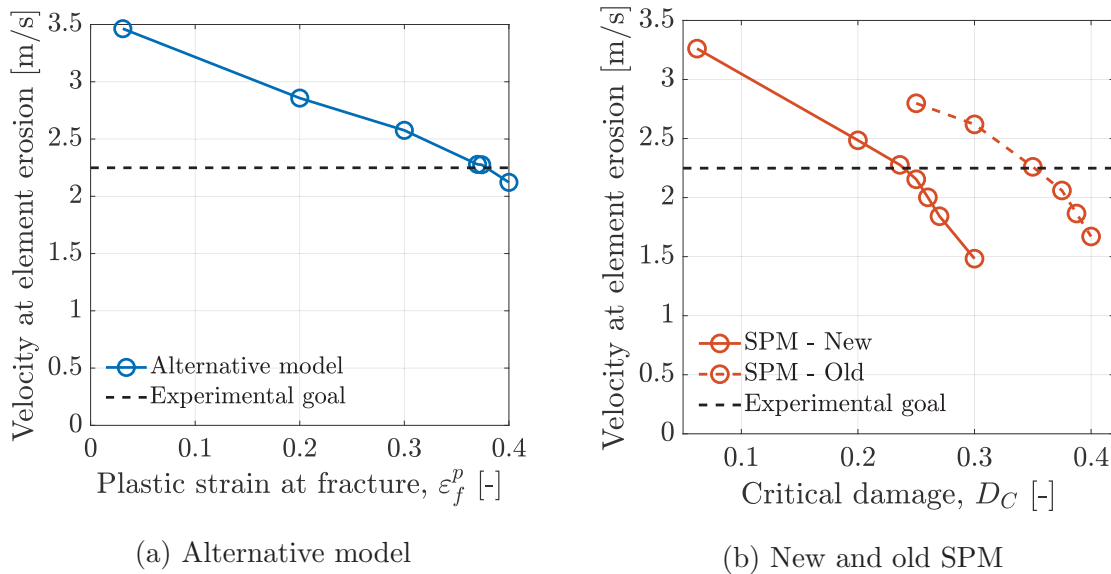 Velocity at element erosion [m/s]
3.5
3
2.5
2
1.5
1
0.5
0
Alternative model
Experimental goal
0
0.1
0.2
0.3
0.4
Plastic strain at fracture, ε_f^p [-]
(a) Alternative model
Velocity at element erosion [m/s]
3.5
3
2.5
2
1.5
1
0.5
0
SPM - New
SPM - Old
Experimental goal
0.1
0.2
0.3
0.4
Critical damage, D_C [-]
(b) New and old SPM